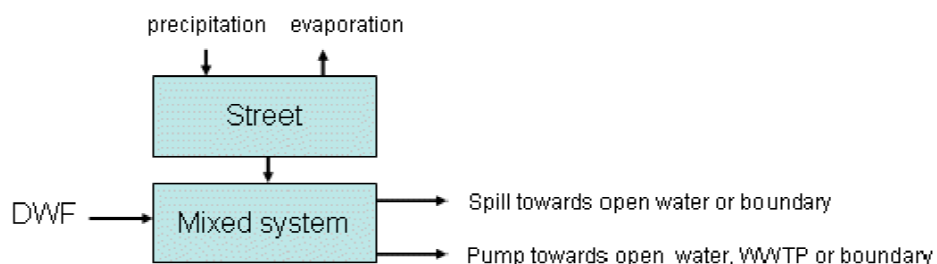 precipitation evaporation
Street
DWF
Mixed system
Spill towards open water or boundary
Pump towards open water, WWTP or boundary